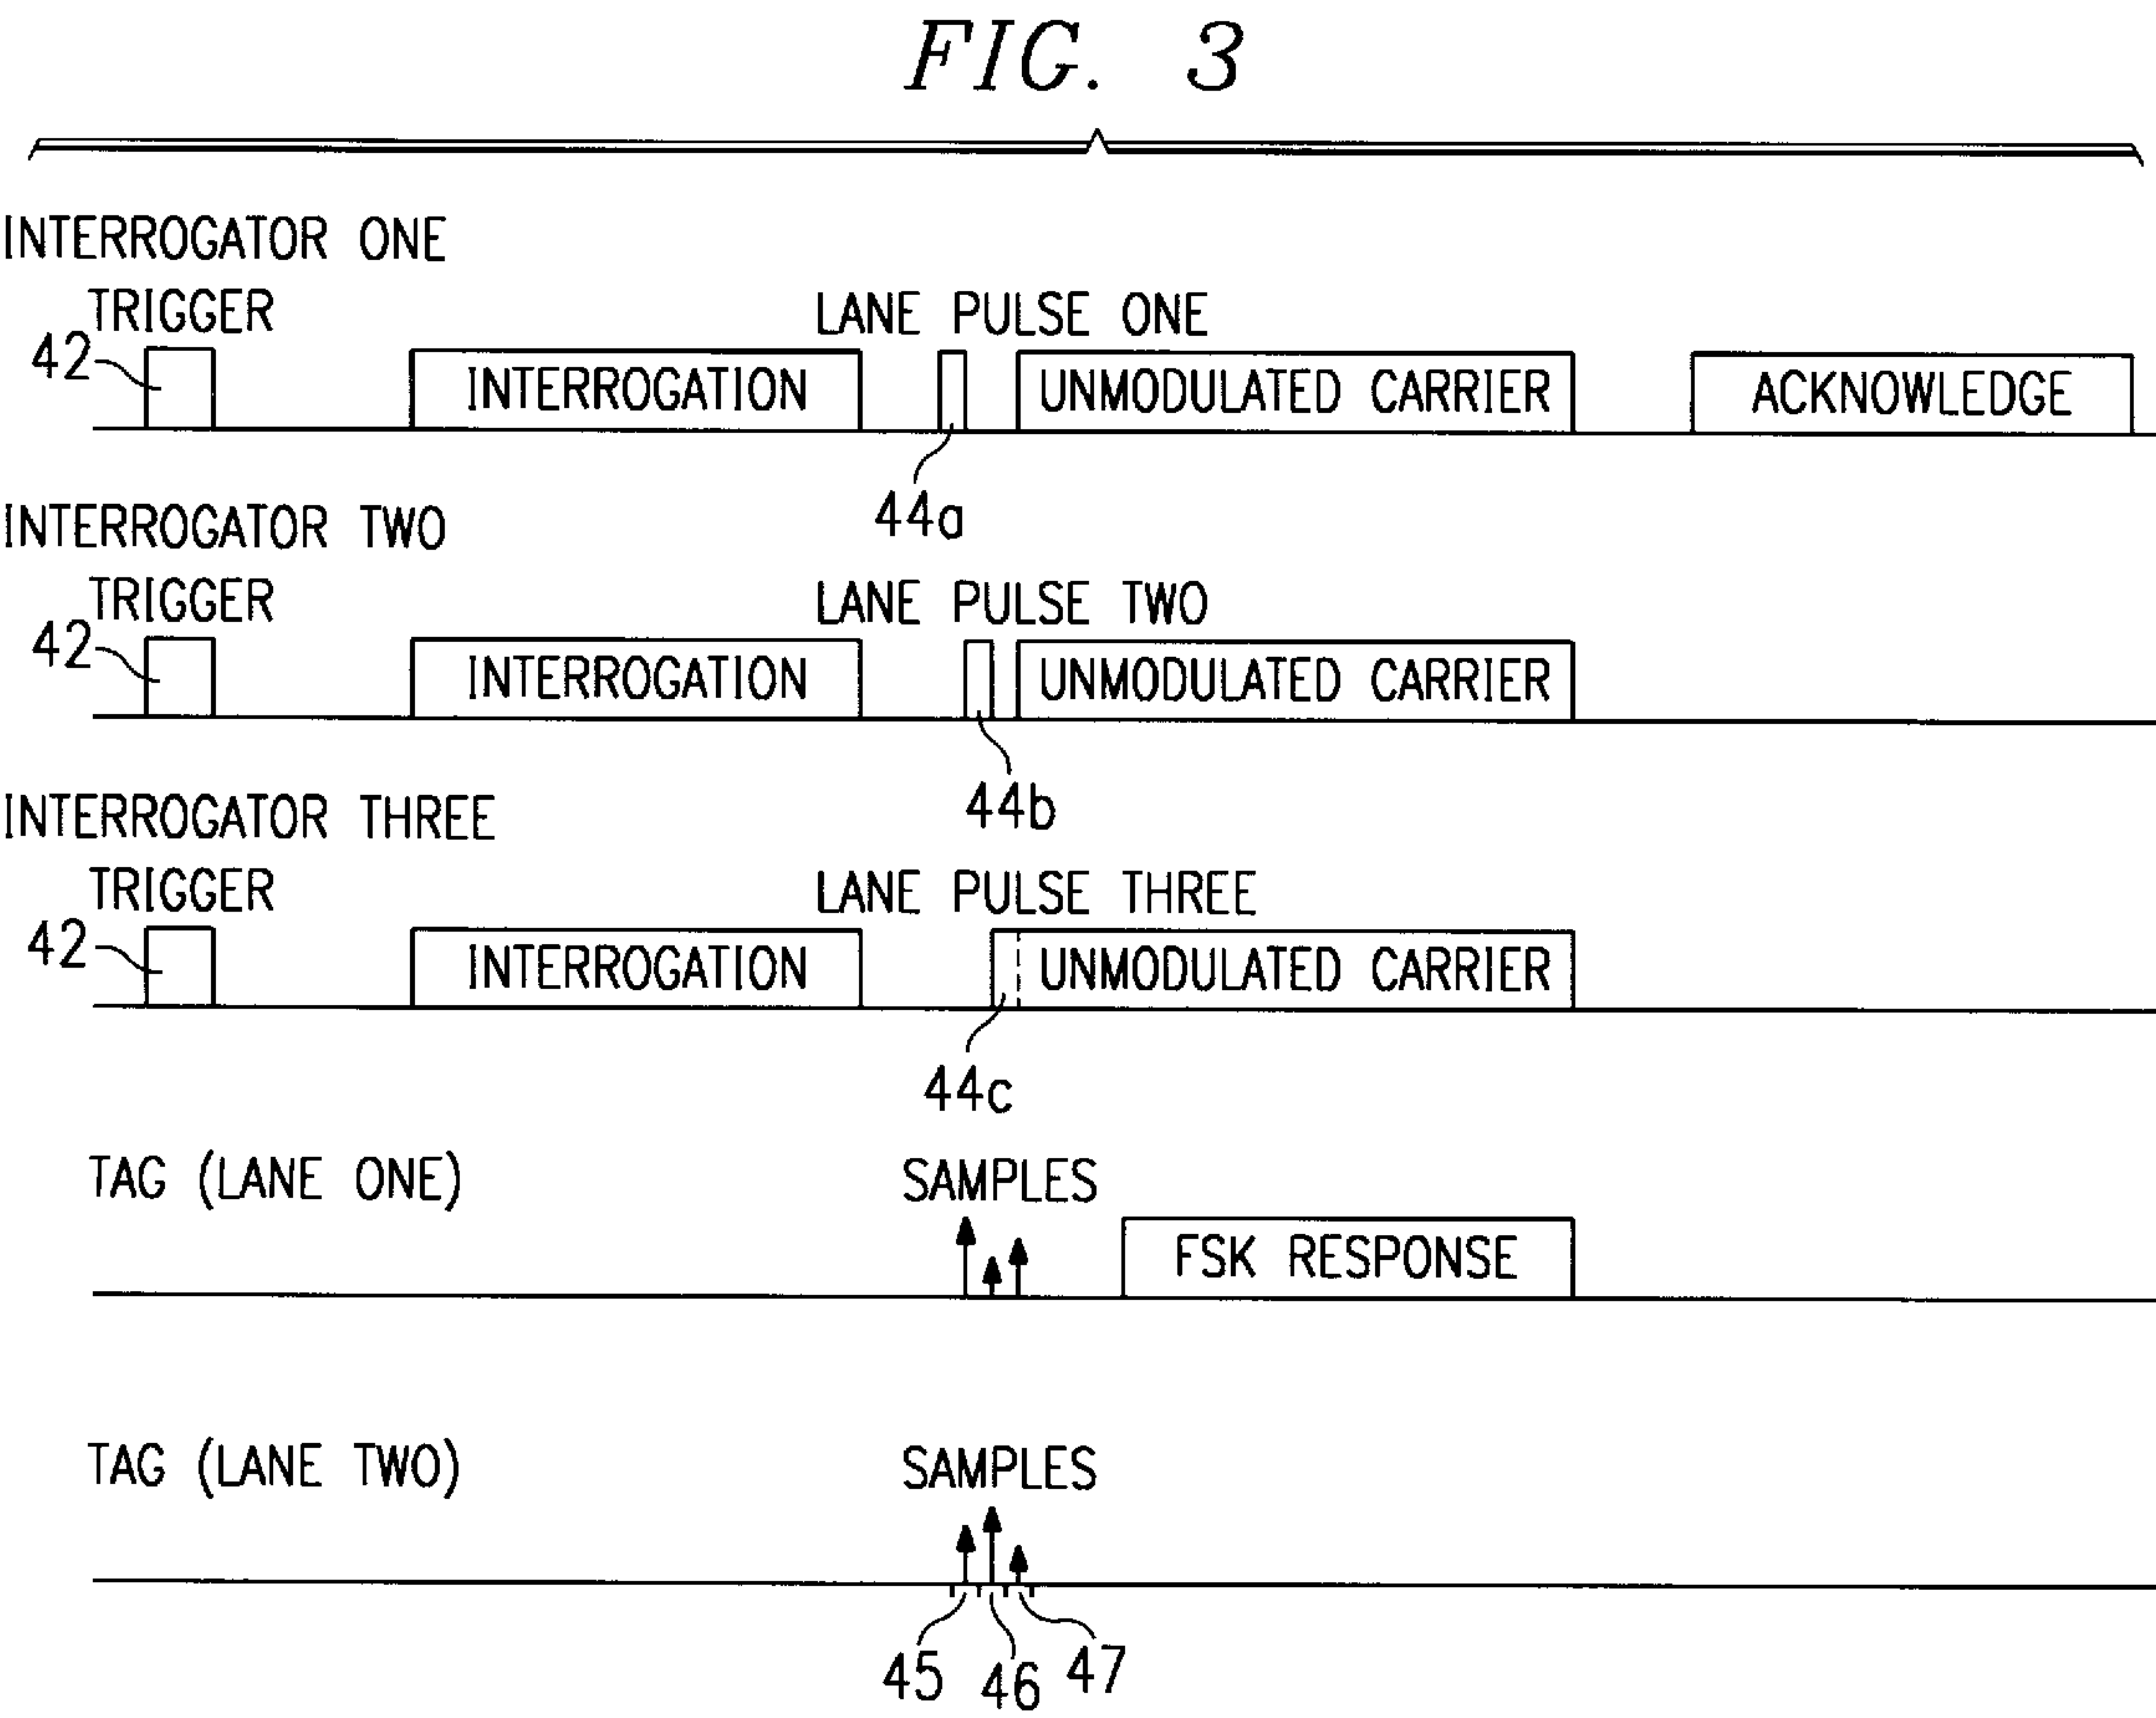 FIG. 3
INTERROGATOR ONE
TRIGGER LANE PULSE ONE
42 INTERROGATION UNMODULATED CARRIER ACKNOWLEDGE
44a
INTERROGATOR TWO
TRIGGER LANE PULSE TWO
42 INTERROGATION UNMODULATED CARRIER
44b
INTERROGATOR THREE
TRIGGER LANE PULSE THREE
42 INTERROGATION UNMODULATED CARRIER
44c
TAG (LANE ONE) SAMPLES
FSK RESPONSE
TAG (LANE TWO) SAMPLES
45 46 47